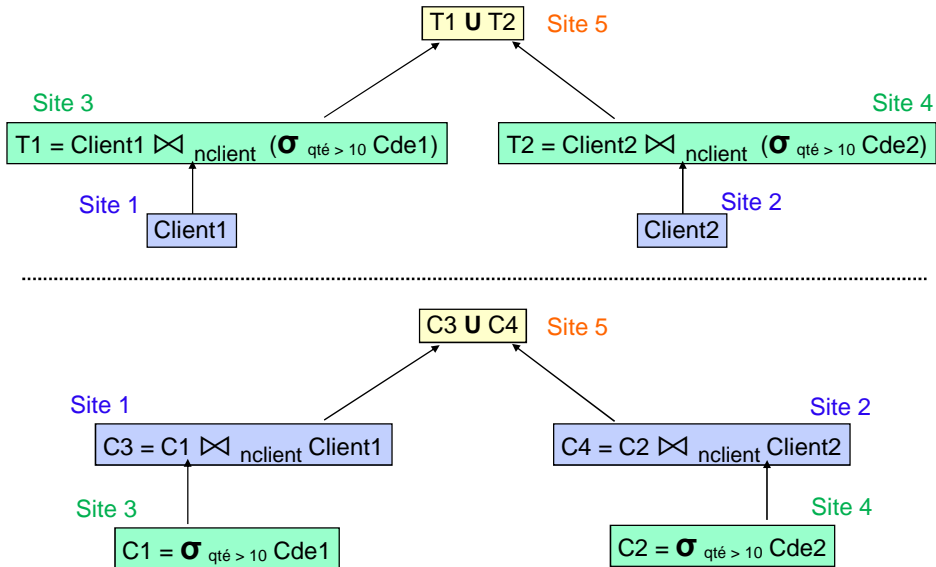 T1 U T2
Site 5
Site 3
Site 4
T1 = Client1 ⋈ nclient (σ qté > 10 Cde1)
T2 = Client2 ⋈ nclient (σ qté > 10 Cde2)
Site 1
Site 2
Client1
Client2
C3 U C4
Site 5
Site 1
Site 2
C3 = C1 ⋈ nclient Client1
C4 = C2 ⋈ nclient Client2
Site 3
Site 4
C1 = σ qté > 10 Cde1
C2 = σ qté > 10 Cde2